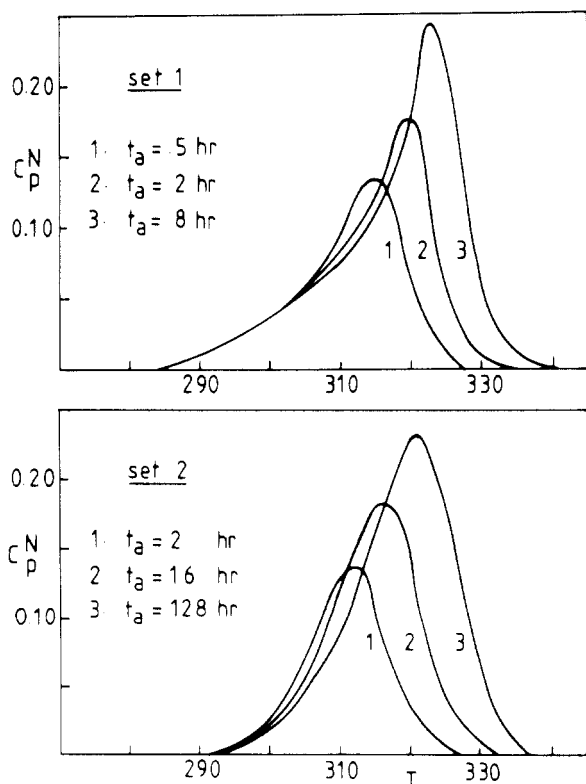 set 1
0.20
C_p^N
1. t_a = .5 hr
2. t_a = 2 hr
3. t_a = 8 hr
0.10
1 2 3
290 310 330
set 2
0.20
C_p^N
1 t_a = 2 hr
2 t_a = 16 hr
3 t_a = 128 hr
0.10
1 2 3
290 310 T 330